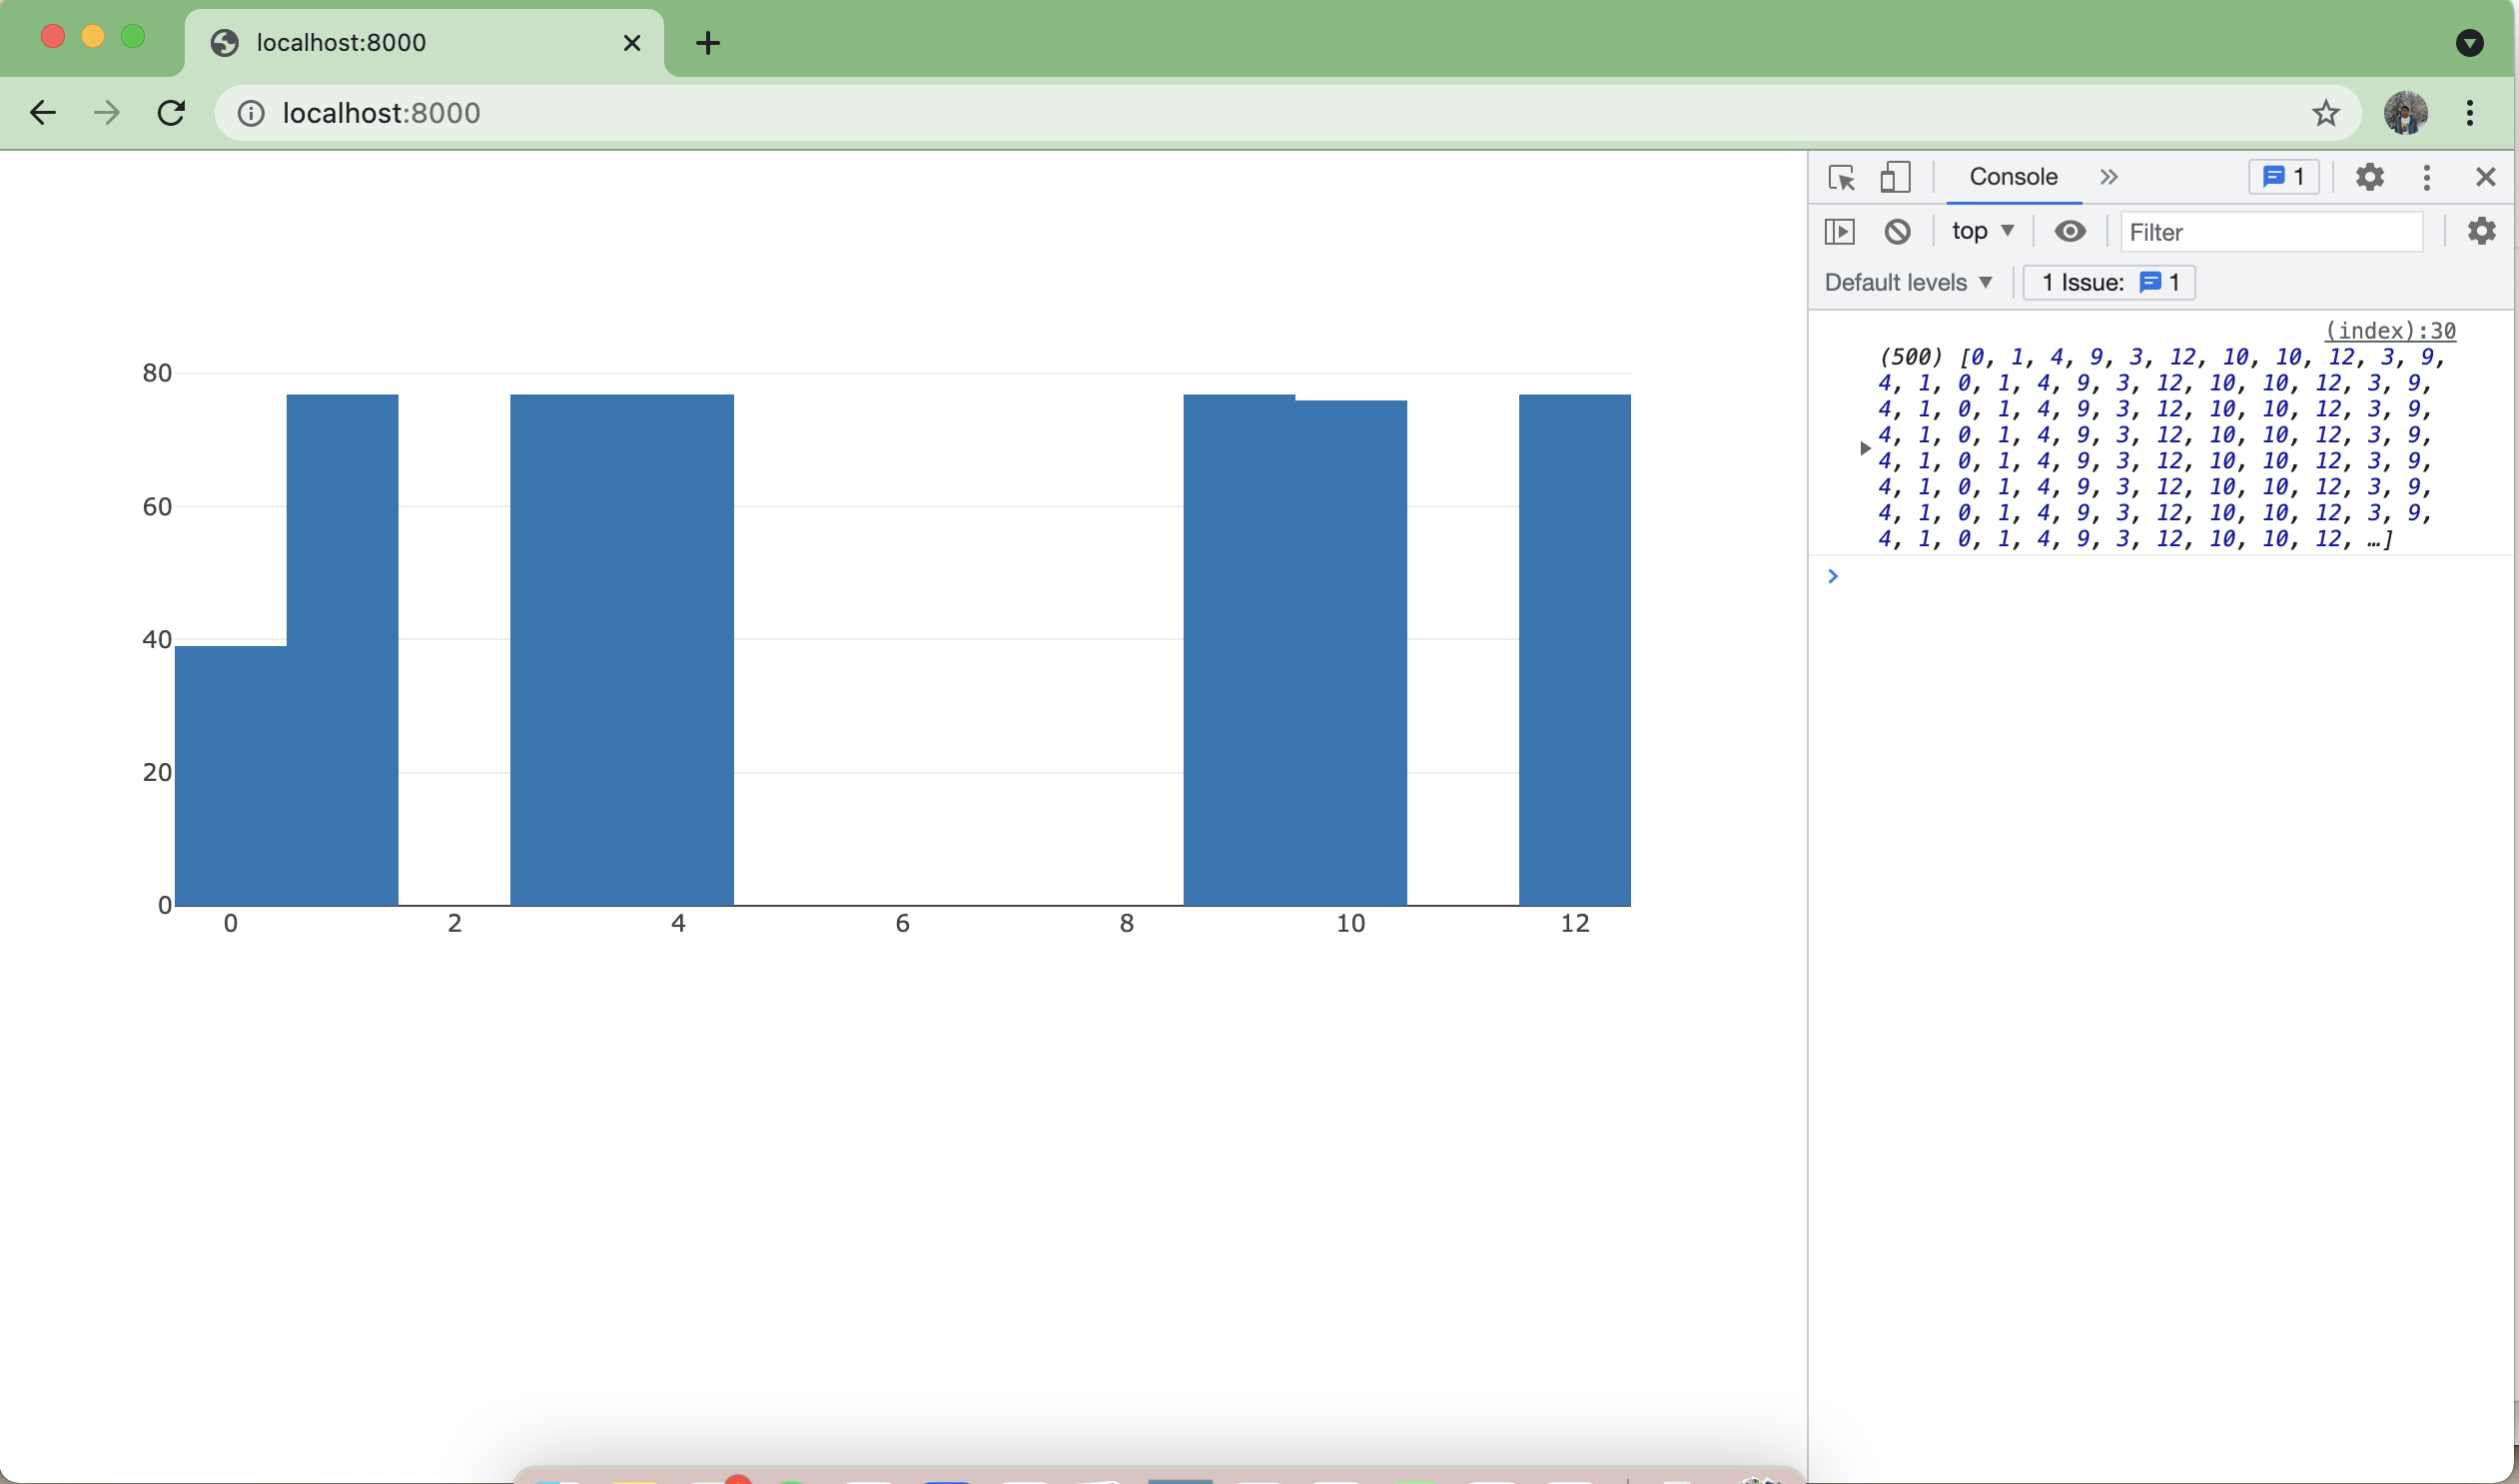 localhost:8000
localhost:8000
Console
1
top
Filter
Default levels
1 Issue: 1
(index):30
(500) [0, 1, 4, 9, 3, 12, 10, 10, 12, 3, 9,
4, 1, 0, 1, 4, 9, 3, 12, 10, 10, 12, 3, 9,
4, 1, 0, 1, 4, 9, 3, 12, 10, 10, 12, 3, 9,
4, 1, 0, 1, 4, 9, 3, 12, 10, 10, 12, 3, 9,
4, 1, 0, 1, 4, 9, 3, 12, 10, 10, 12, 3, 9,
4, 1, 0, 1, 4, 9, 3, 12, 10, 10, 12, 3, 9,
4, 1, 0, 1, 4, 9, 3, 12, 10, 10, 12, 3, 9,
4, 1, 0, 1, 4, 9, 3, 12, 10, 10, 12, …]
80
60
40
20
0
0 2 4 6 8 10 12